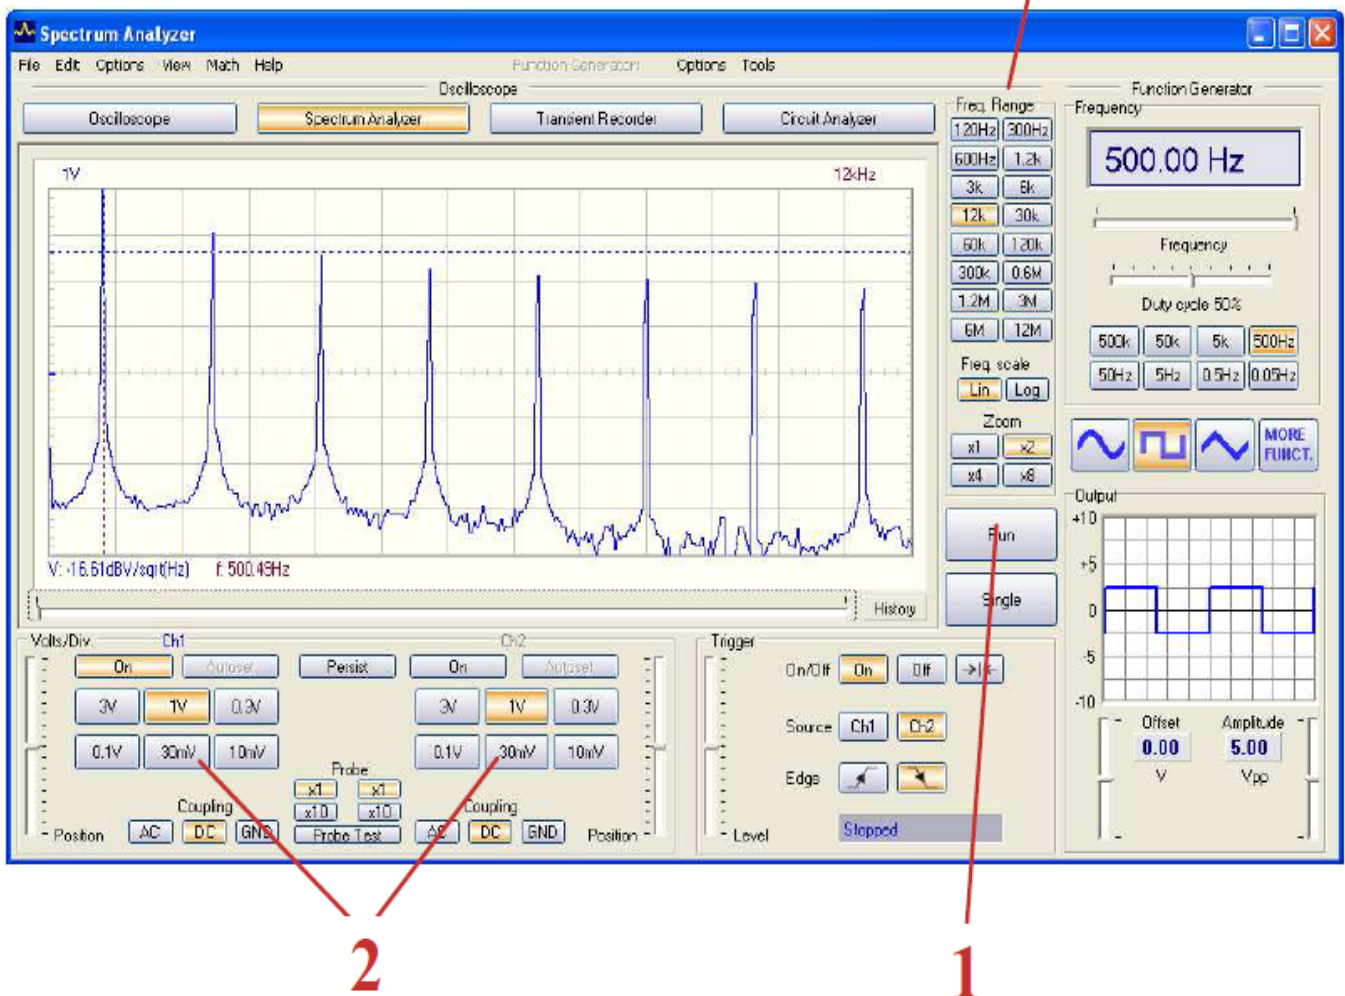 Spectrum Analyzer
File Edit Options View Math Help Function Generator: Options Tools
Oscilloscope
Oscilloscope Spectrum Analyzer Transient Recorder Circuit Analyzer
1V 12kHz
V: -16.61dBV/sqrt(Hz) f: 500.49Hz
History
Freq. Range
120Hz 300Hz
600Hz 1.2k
3k 6k
12k 30k
60k 120k
300k 0.6M
1.2M 3M
6M 12M
Freq. scale
Lin Log
Zoom
x1 x2
x4 x8
Run
Single
Function Generator
Frequency
500.00 Hz
Frequency
Duty cycle 50%
500k 50k 5k 500Hz
50Hz 5Hz 0.5Hz 0.05Hz
MORE
FUNCT.
Output
+10
+5
0
-5
-10
Offset Amplitude
0.00 5.00
V Vpp
Volts/Div. Ch1 Ch2
On Autoset Persist On Autoset
3V 1V 0.3V 3V 1V 0.3V
0.1V 30mV 10mV 0.1V 30mV 10mV
Probe
x1 x1
x10 x10
Probe Test
Coupling Coupling
Position AC DC GND AC DC GND Position
Trigger
On/Off On Off
Source Ch1 Ch2
Edge
Level Stopped
2 1